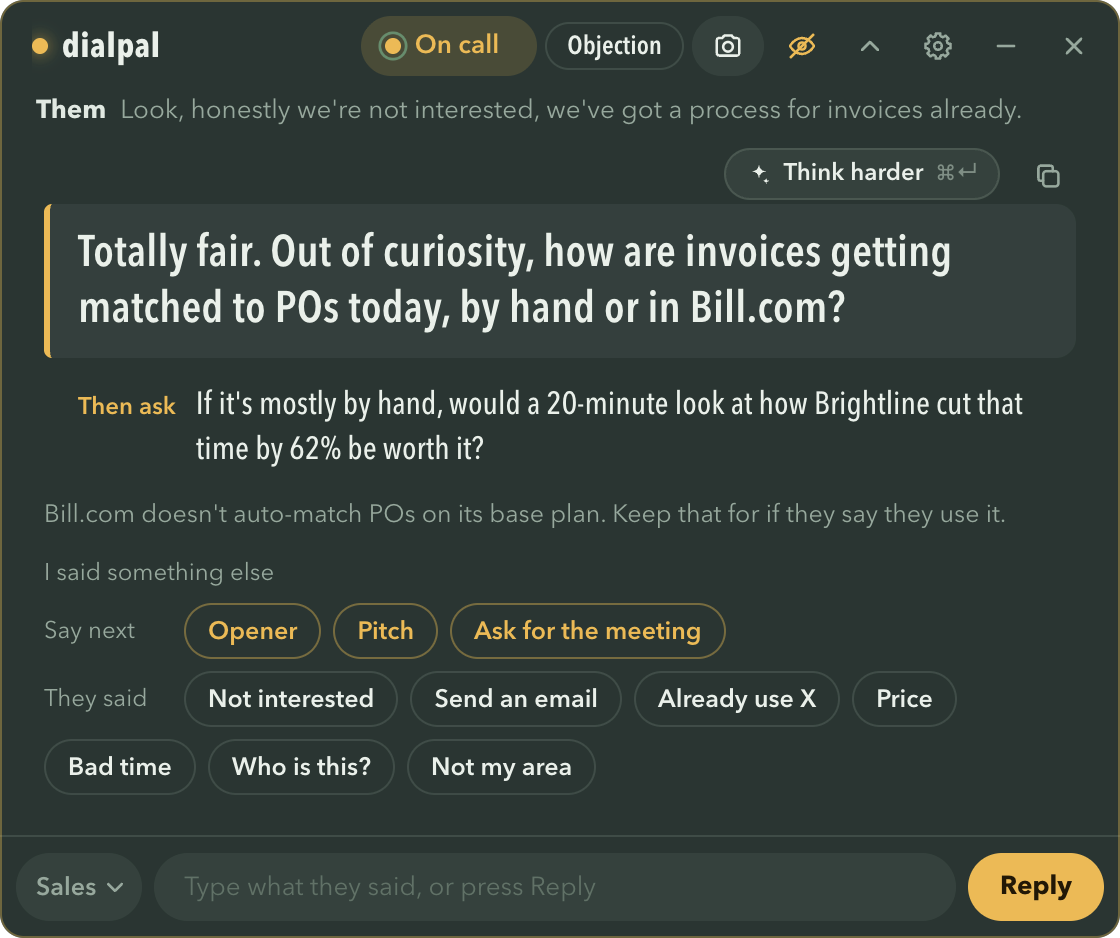 dialpal
On call
Objection
Them Look, honestly we're not interested, we've got a process for invoices already.
Think harder ⌘↵
Totally fair. Out of curiosity, how are invoices getting
matched to POs today, by hand or in Bill.com?
Then ask If it's mostly by hand, would a 20-minute look at how Brightline cut that
time by 62% be worth it?
Bill.com doesn't auto-match POs on its base plan. Keep that for if they say they use it.
I said something else
Say next Opener Pitch Ask for the meeting
They said Not interested Send an email Already use X Price
Bad time Who is this? Not my area
Sales Type what they said, or press Reply Reply